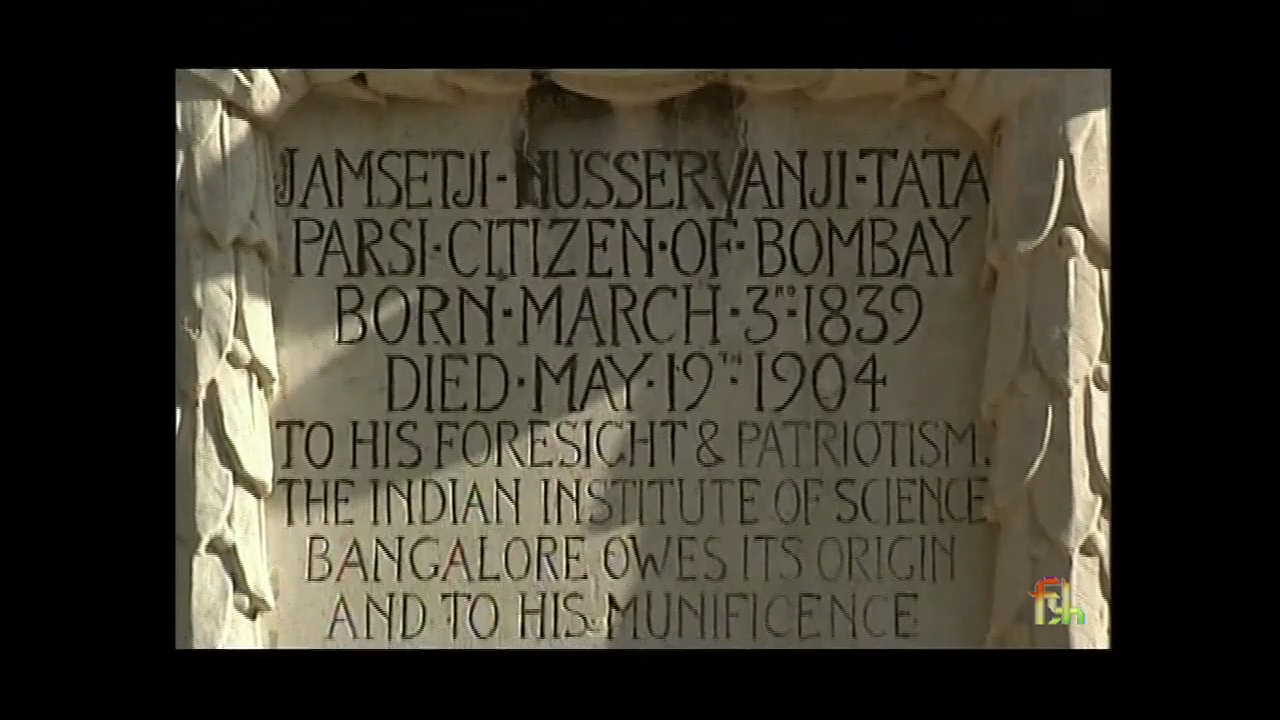 JAMSETJI·NUSSERVANJI·TATA
PARSI·CITIZEN·OF·BOMBAY
BORN·MARCH·3RD·1839
DIED·MAY·19TH·1904
TO HIS FORESIGHT & PATRIOTISM.
THE INDIAN INSTITUTE OF SCIENCE
BANGALORE OWES ITS ORIGIN
AND TO HIS MUNIFICENCE